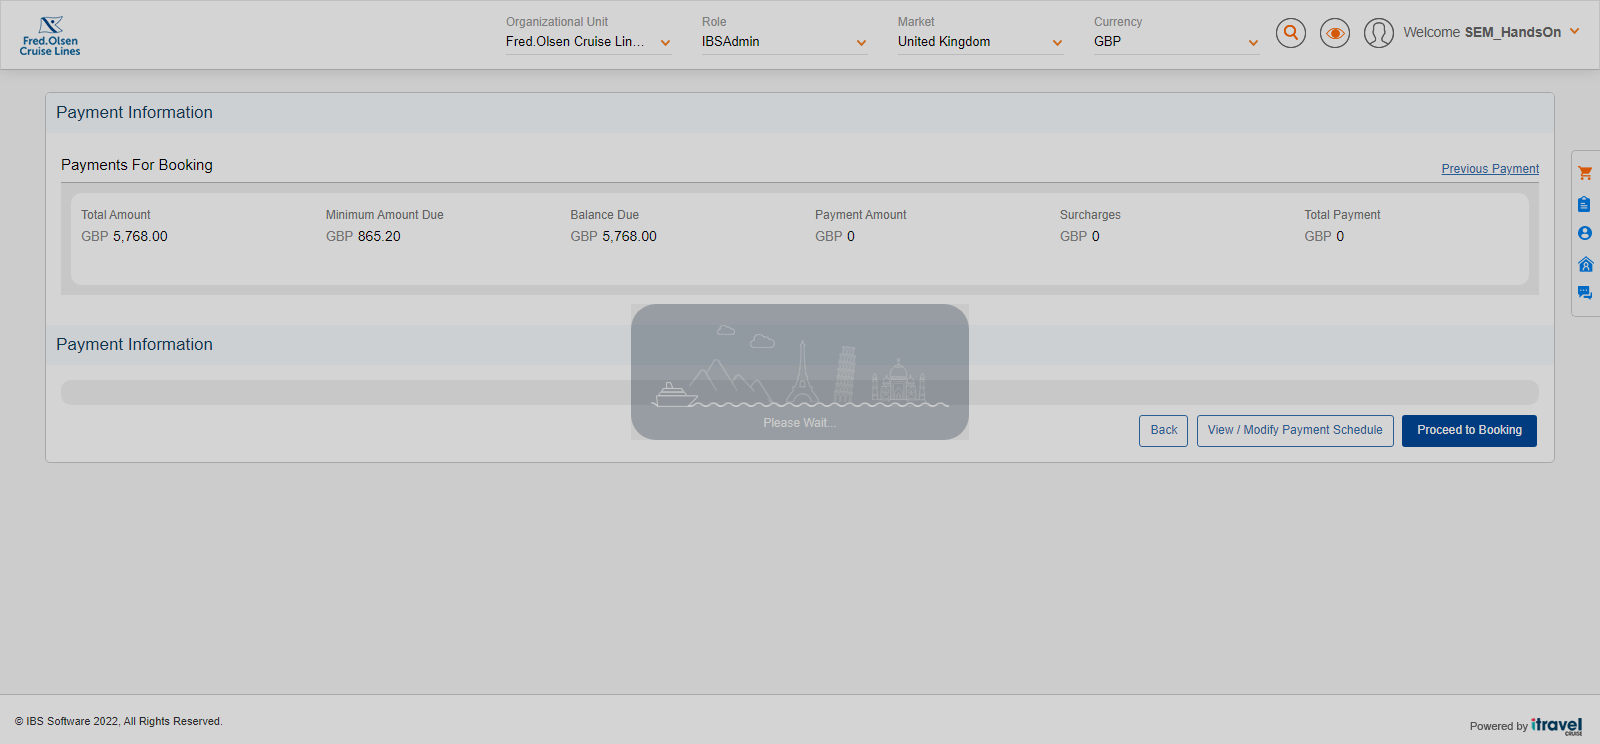 Fred.Olsen
Cruise Lines
Organizational Unit
Fred.Olsen Cruise Lin...
Role
IBSAdmin
Market
United Kingdom
Currency
GBP
Welcome SEM_HandsOn
Payment Information
Payments For Booking
Previous Payment
Total Amount
GBP 5,768.00
Minimum Amount Due
GBP 865.20
Balance Due
GBP 5,768.00
Payment Amount
GBP 0
Surcharges
GBP 0
Total Payment
GBP 0
Payment Information
Please Wait...
Back
View / Modify Payment Schedule
Proceed to Booking
© IBS Software 2022, All Rights Reserved.
Powered by itravel
CRUISE